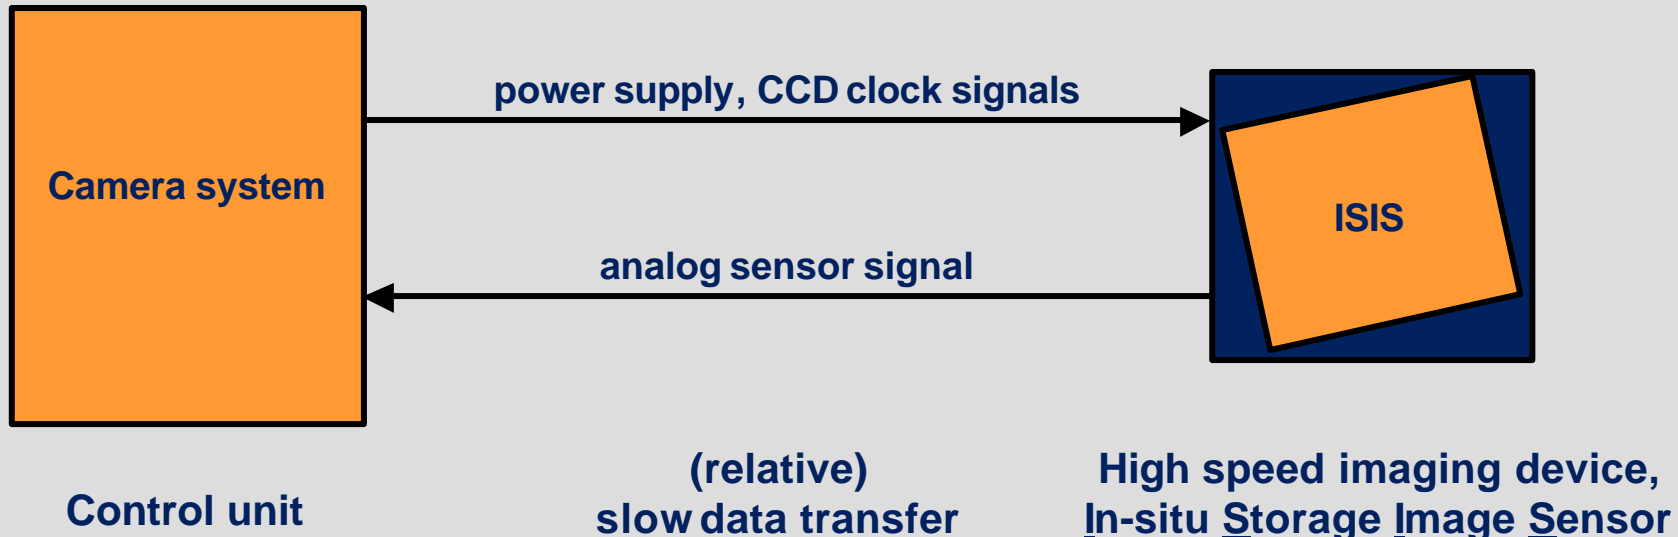 power supply, CCD clock signals
Camera system
ISIS
analog sensor signal
Control unit
(relative)
slow data transfer
High speed imaging device,
In-situ Storage Image Sensor